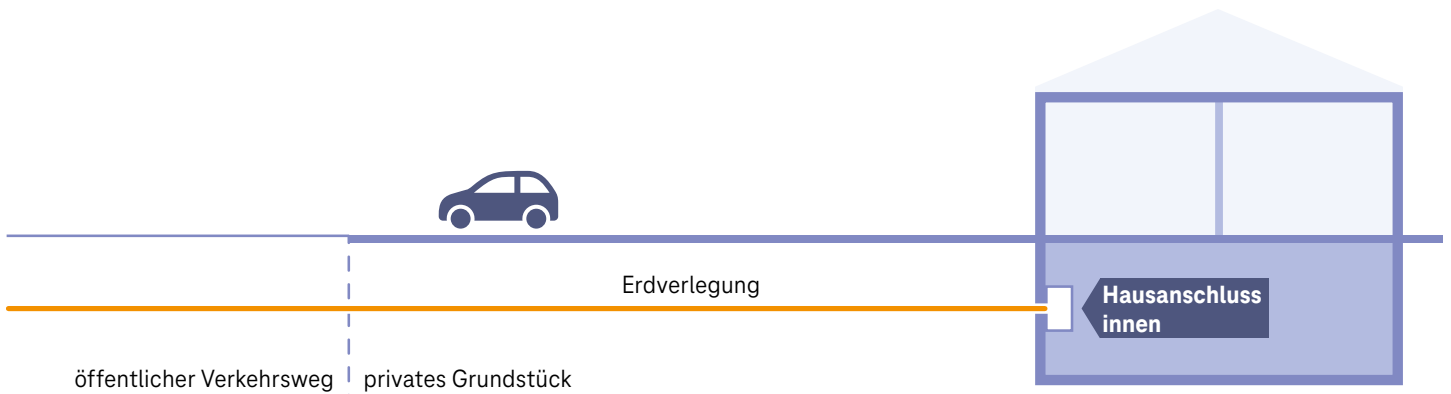 Erdverlegung
Hausanschluss
innen
öffentlicher Verkehrsweg
privates Grundstück